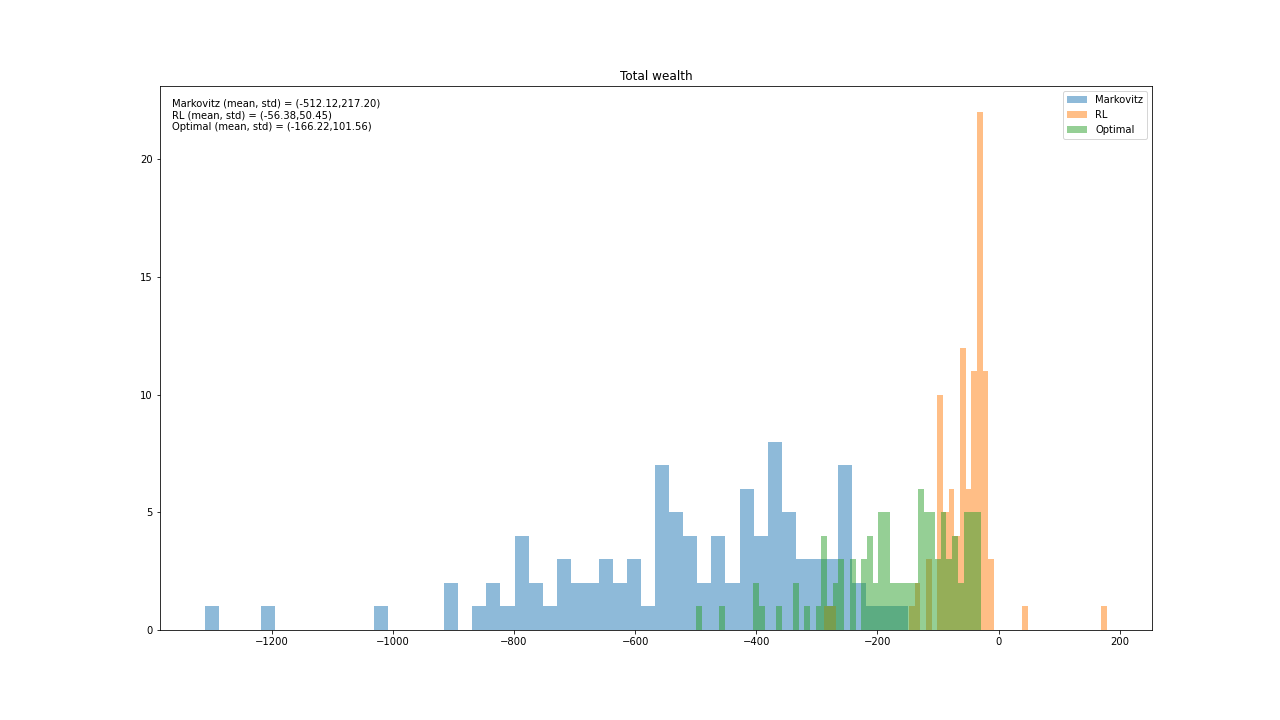 Total wealth
Markovitz (mean, std) = (-512.12,217.20)
RL (mean, std) = (-56.38,50.45)
Optimal (mean, std) = (-166.22,101.56)
Markovitz
RL
Optimal
20
15
10
5
0
−1200 −1000 −800 −600 −400 −200 0 200